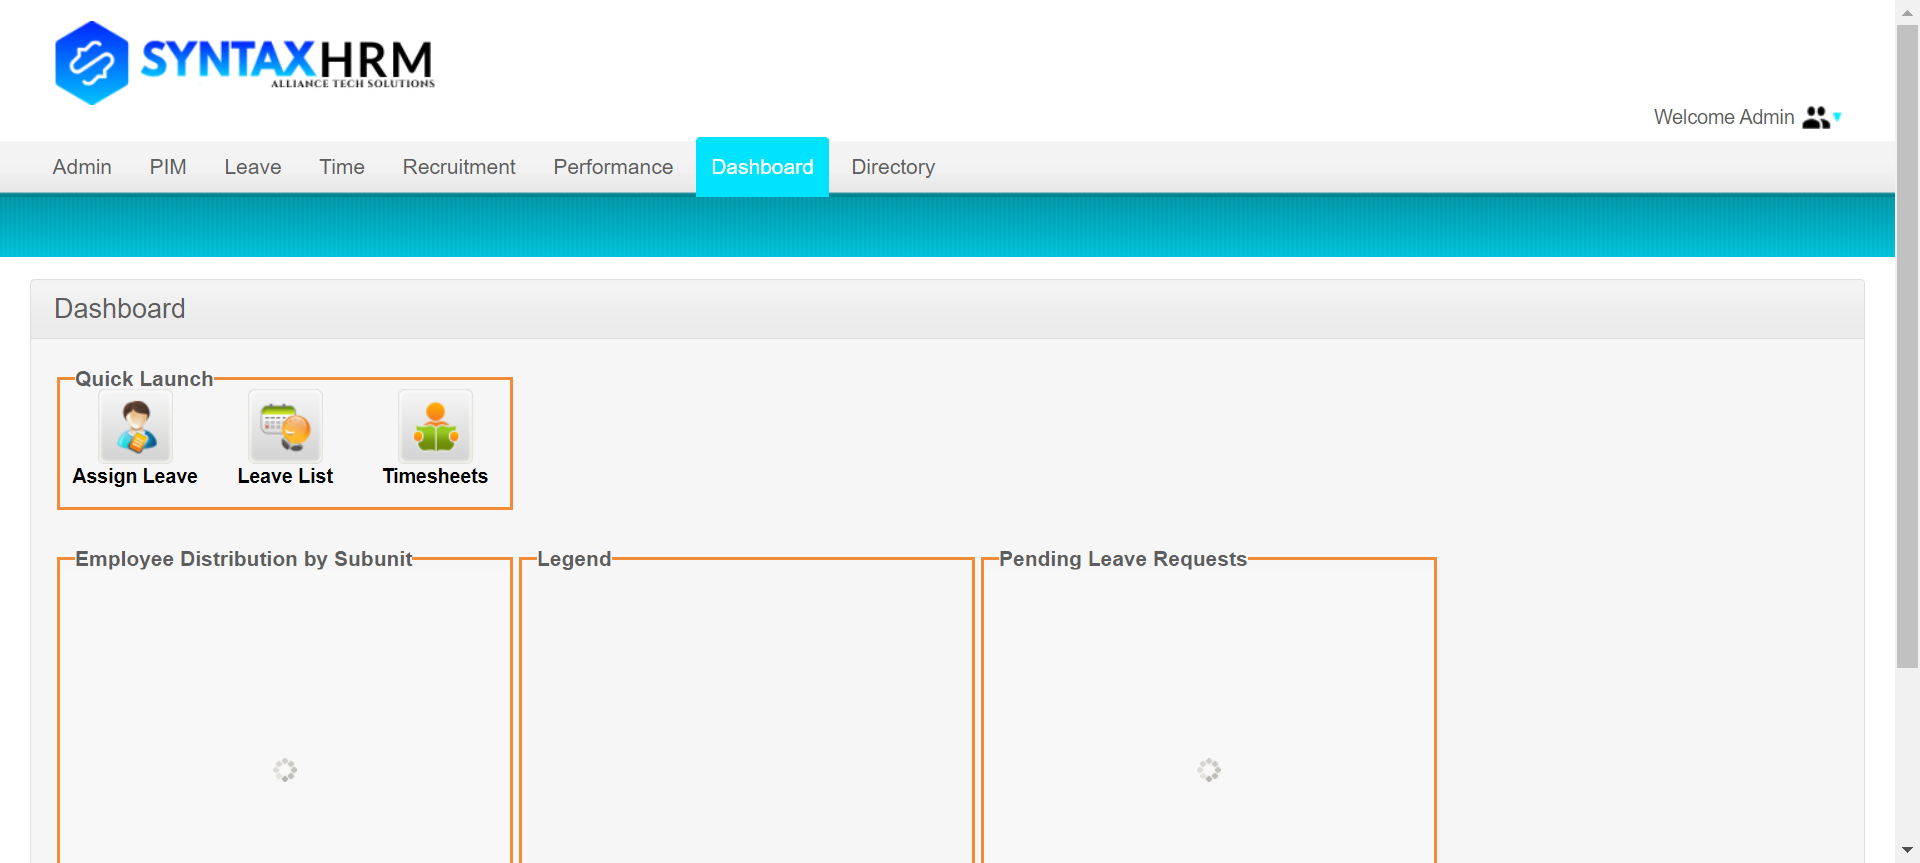 SYNTAXHRM
ALLIANCE TECH SOLUTIONS
Welcome Admin
Admin PIM Leave Time Recruitment Performance Dashboard Directory
Dashboard
Quick Launch
Assign Leave Leave List Timesheets
Employee Distribution by Subunit Legend Pending Leave Requests